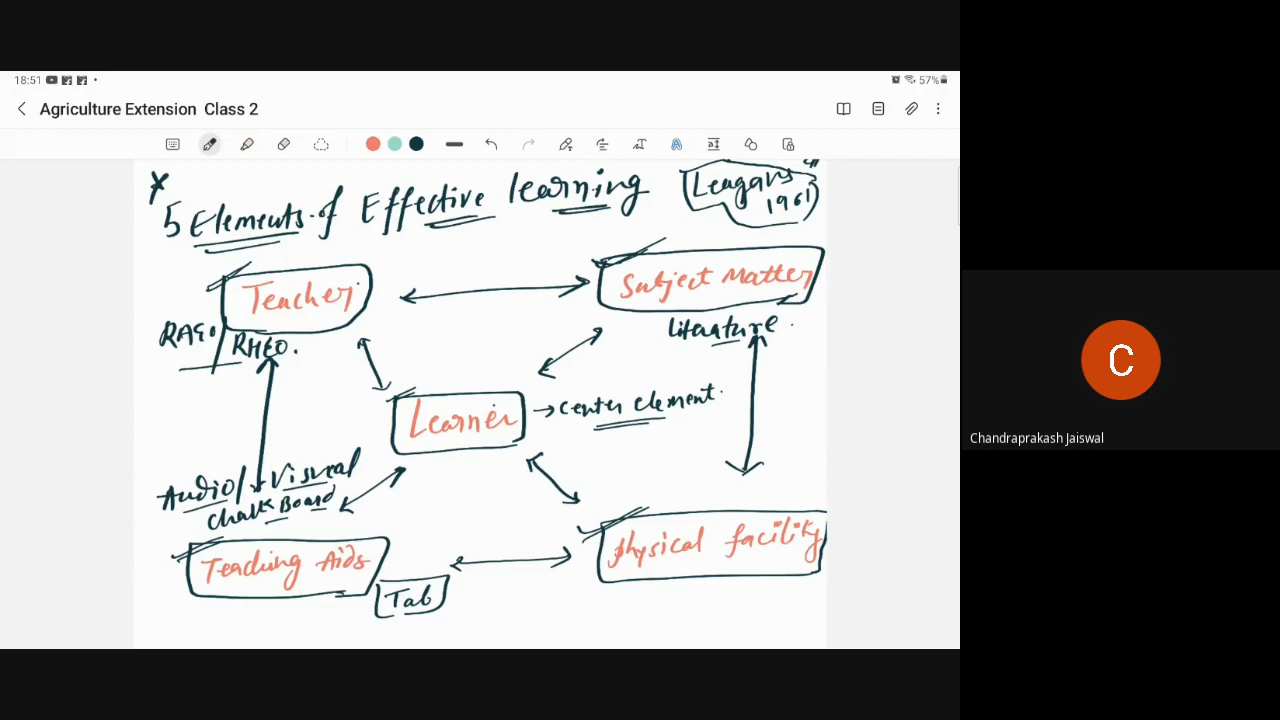 18:51
57%
Agriculture Extension Class 2
5 Elements of Effective learning
Leagans
1961
Teacher
Subject Matter
RAEO/
RHEO.
Literature.
Learner
→ Center element.
Audio/Visual
Chalk Board
Teaching Aids
Physical facility
Tab
C
Chandraprakash Jaiswal